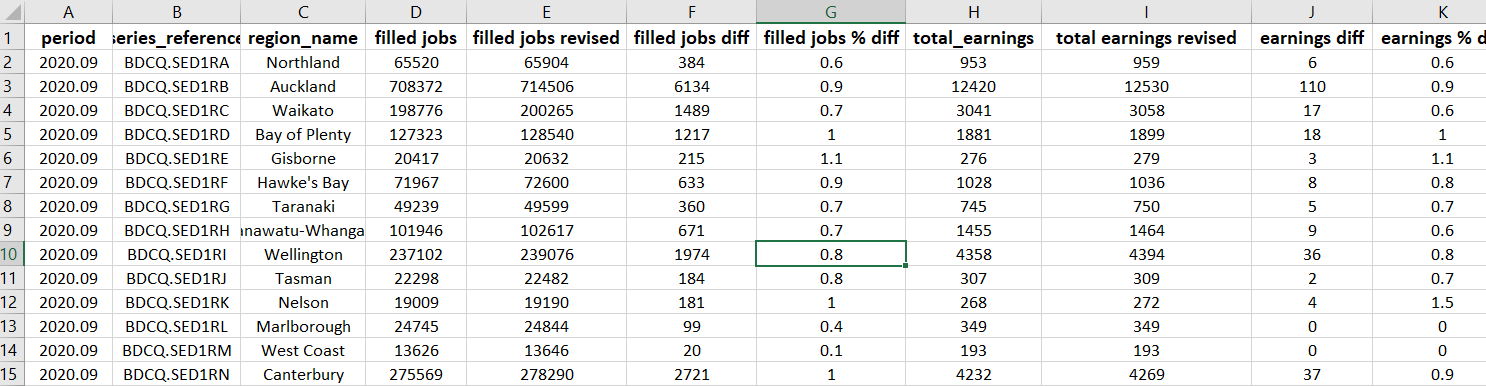 A B C D E F G H I J K
1 period series_reference region_name filled jobs filled jobs revised filled jobs diff filled jobs % diff total_earnings total earnings revised earnings diff earnings % d
2 2020.09 BDCQ.SED1RA Northland 65520 65904 384 0.6 953 959 6 0.6
3 2020.09 BDCQ.SED1RB Auckland 708372 714506 6134 0.9 12420 12530 110 0.9
4 2020.09 BDCQ.SED1RC Waikato 198776 200265 1489 0.7 3041 3058 17 0.6
5 2020.09 BDCQ.SED1RD Bay of Plenty 127323 128540 1217 1 1881 1899 18 1
6 2020.09 BDCQ.SED1RE Gisborne 20417 20632 215 1.1 276 279 3 1.1
7 2020.09 BDCQ.SED1RF Hawke's Bay 71967 72600 633 0.9 1028 1036 8 0.8
8 2020.09 BDCQ.SED1RG Taranaki 49239 49599 360 0.7 745 750 5 0.7
9 2020.09 BDCQ.SED1RH anawatu-Whanga 101946 102617 671 0.7 1455 1464 9 0.6
10 2020.09 BDCQ.SED1RI Wellington 237102 239076 1974 0.8 4358 4394 36 0.8
11 2020.09 BDCQ.SED1RJ Tasman 22298 22482 184 0.8 307 309 2 0.7
12 2020.09 BDCQ.SED1RK Nelson 19009 19190 181 1 268 272 4 1.5
13 2020.09 BDCQ.SED1RL Marlborough 24745 24844 99 0.4 349 349 0 0
14 2020.09 BDCQ.SED1RM West Coast 13626 13646 20 0.1 193 193 0 0
15 2020.09 BDCQ.SED1RN Canterbury 275569 278290 2721 1 4232 4269 37 0.9